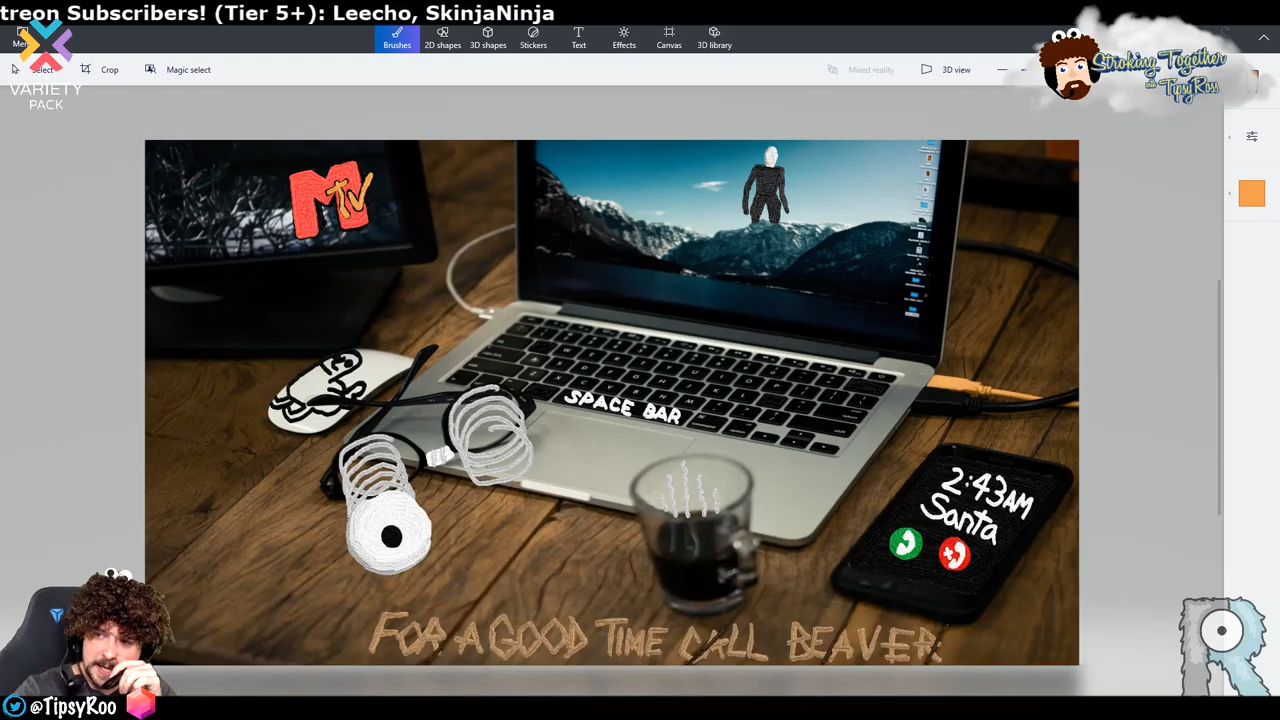 treon Subscribers! (Tier 5+): Leecho, SkinjaNinja
Brushes
2D shapes
3D shapes
Stickers
Text
Effects
Canvas
3D library
Select
Crop
Magic select
Mixed reality
3D view
VARIETY
PACK
Stroking Together
with TipsyRoss
MTV
SPACE BAR
2:43AM
Santa
FOR A GOOD TIME CALL BEAVER
@TipsyRoo